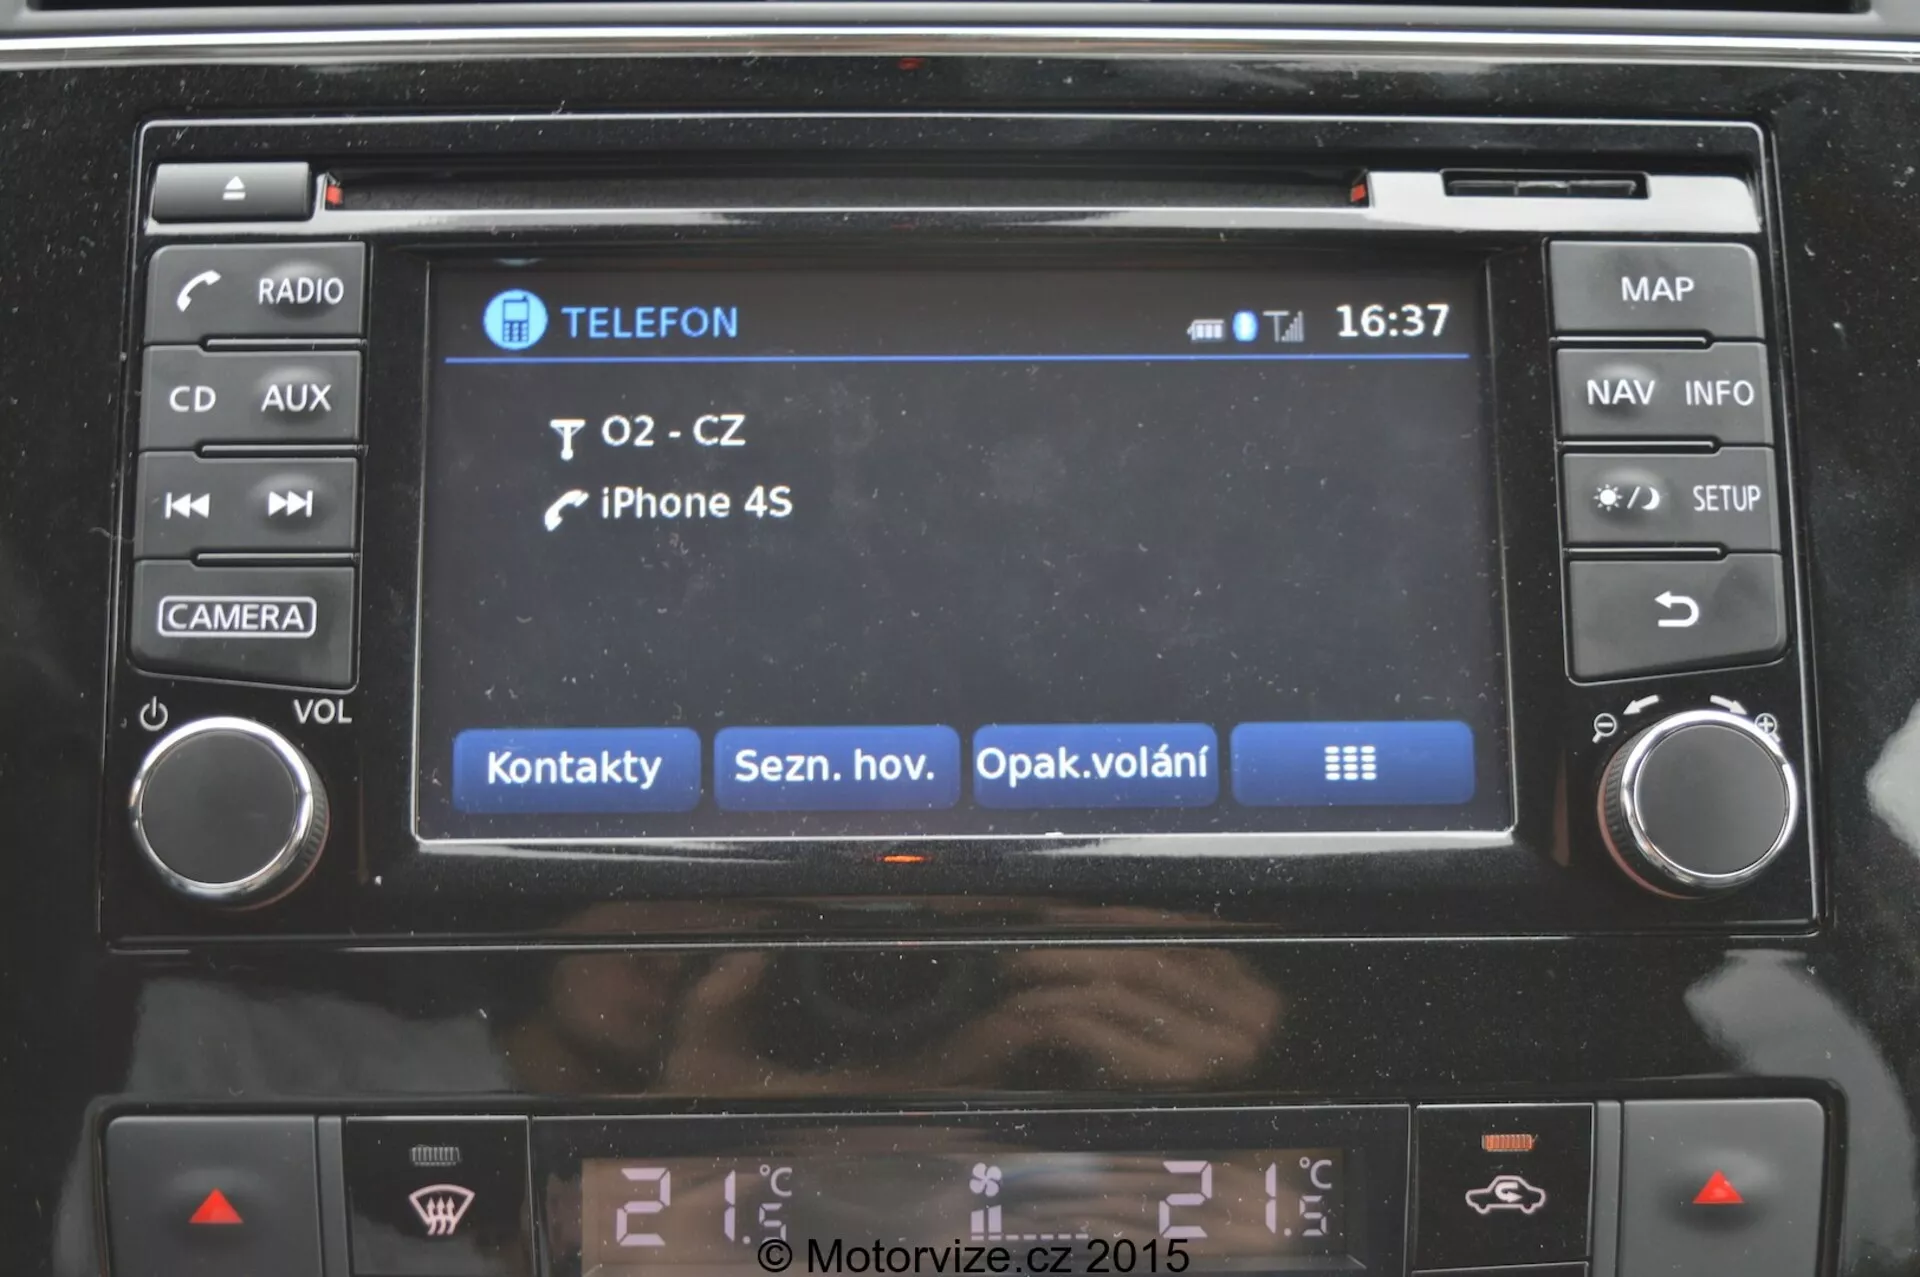 RADIO
MAP
TELEFON
16:37
CD AUX
NAV INFO
O2 - CZ
iPhone 4S
SETUP
CAMERA
VOL
Kontakty
Sezn. hov.
Opak.volání
21.5 °C
21.5 °C
© Motorvize.cz 2015